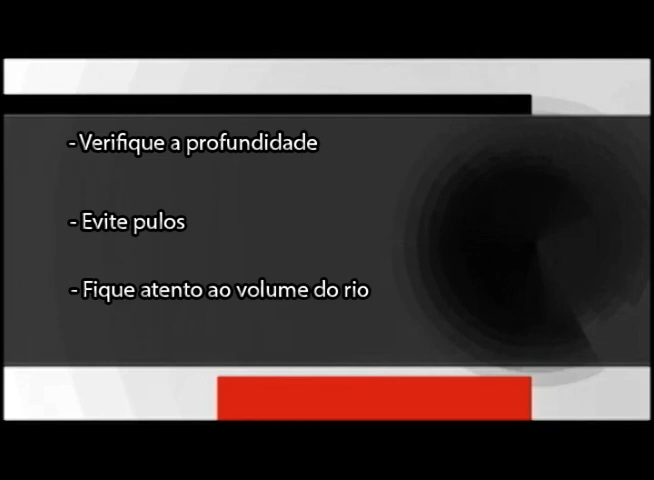 - Verifique a profundidade
- Evite pulos
- Fique atento ao volume do rio